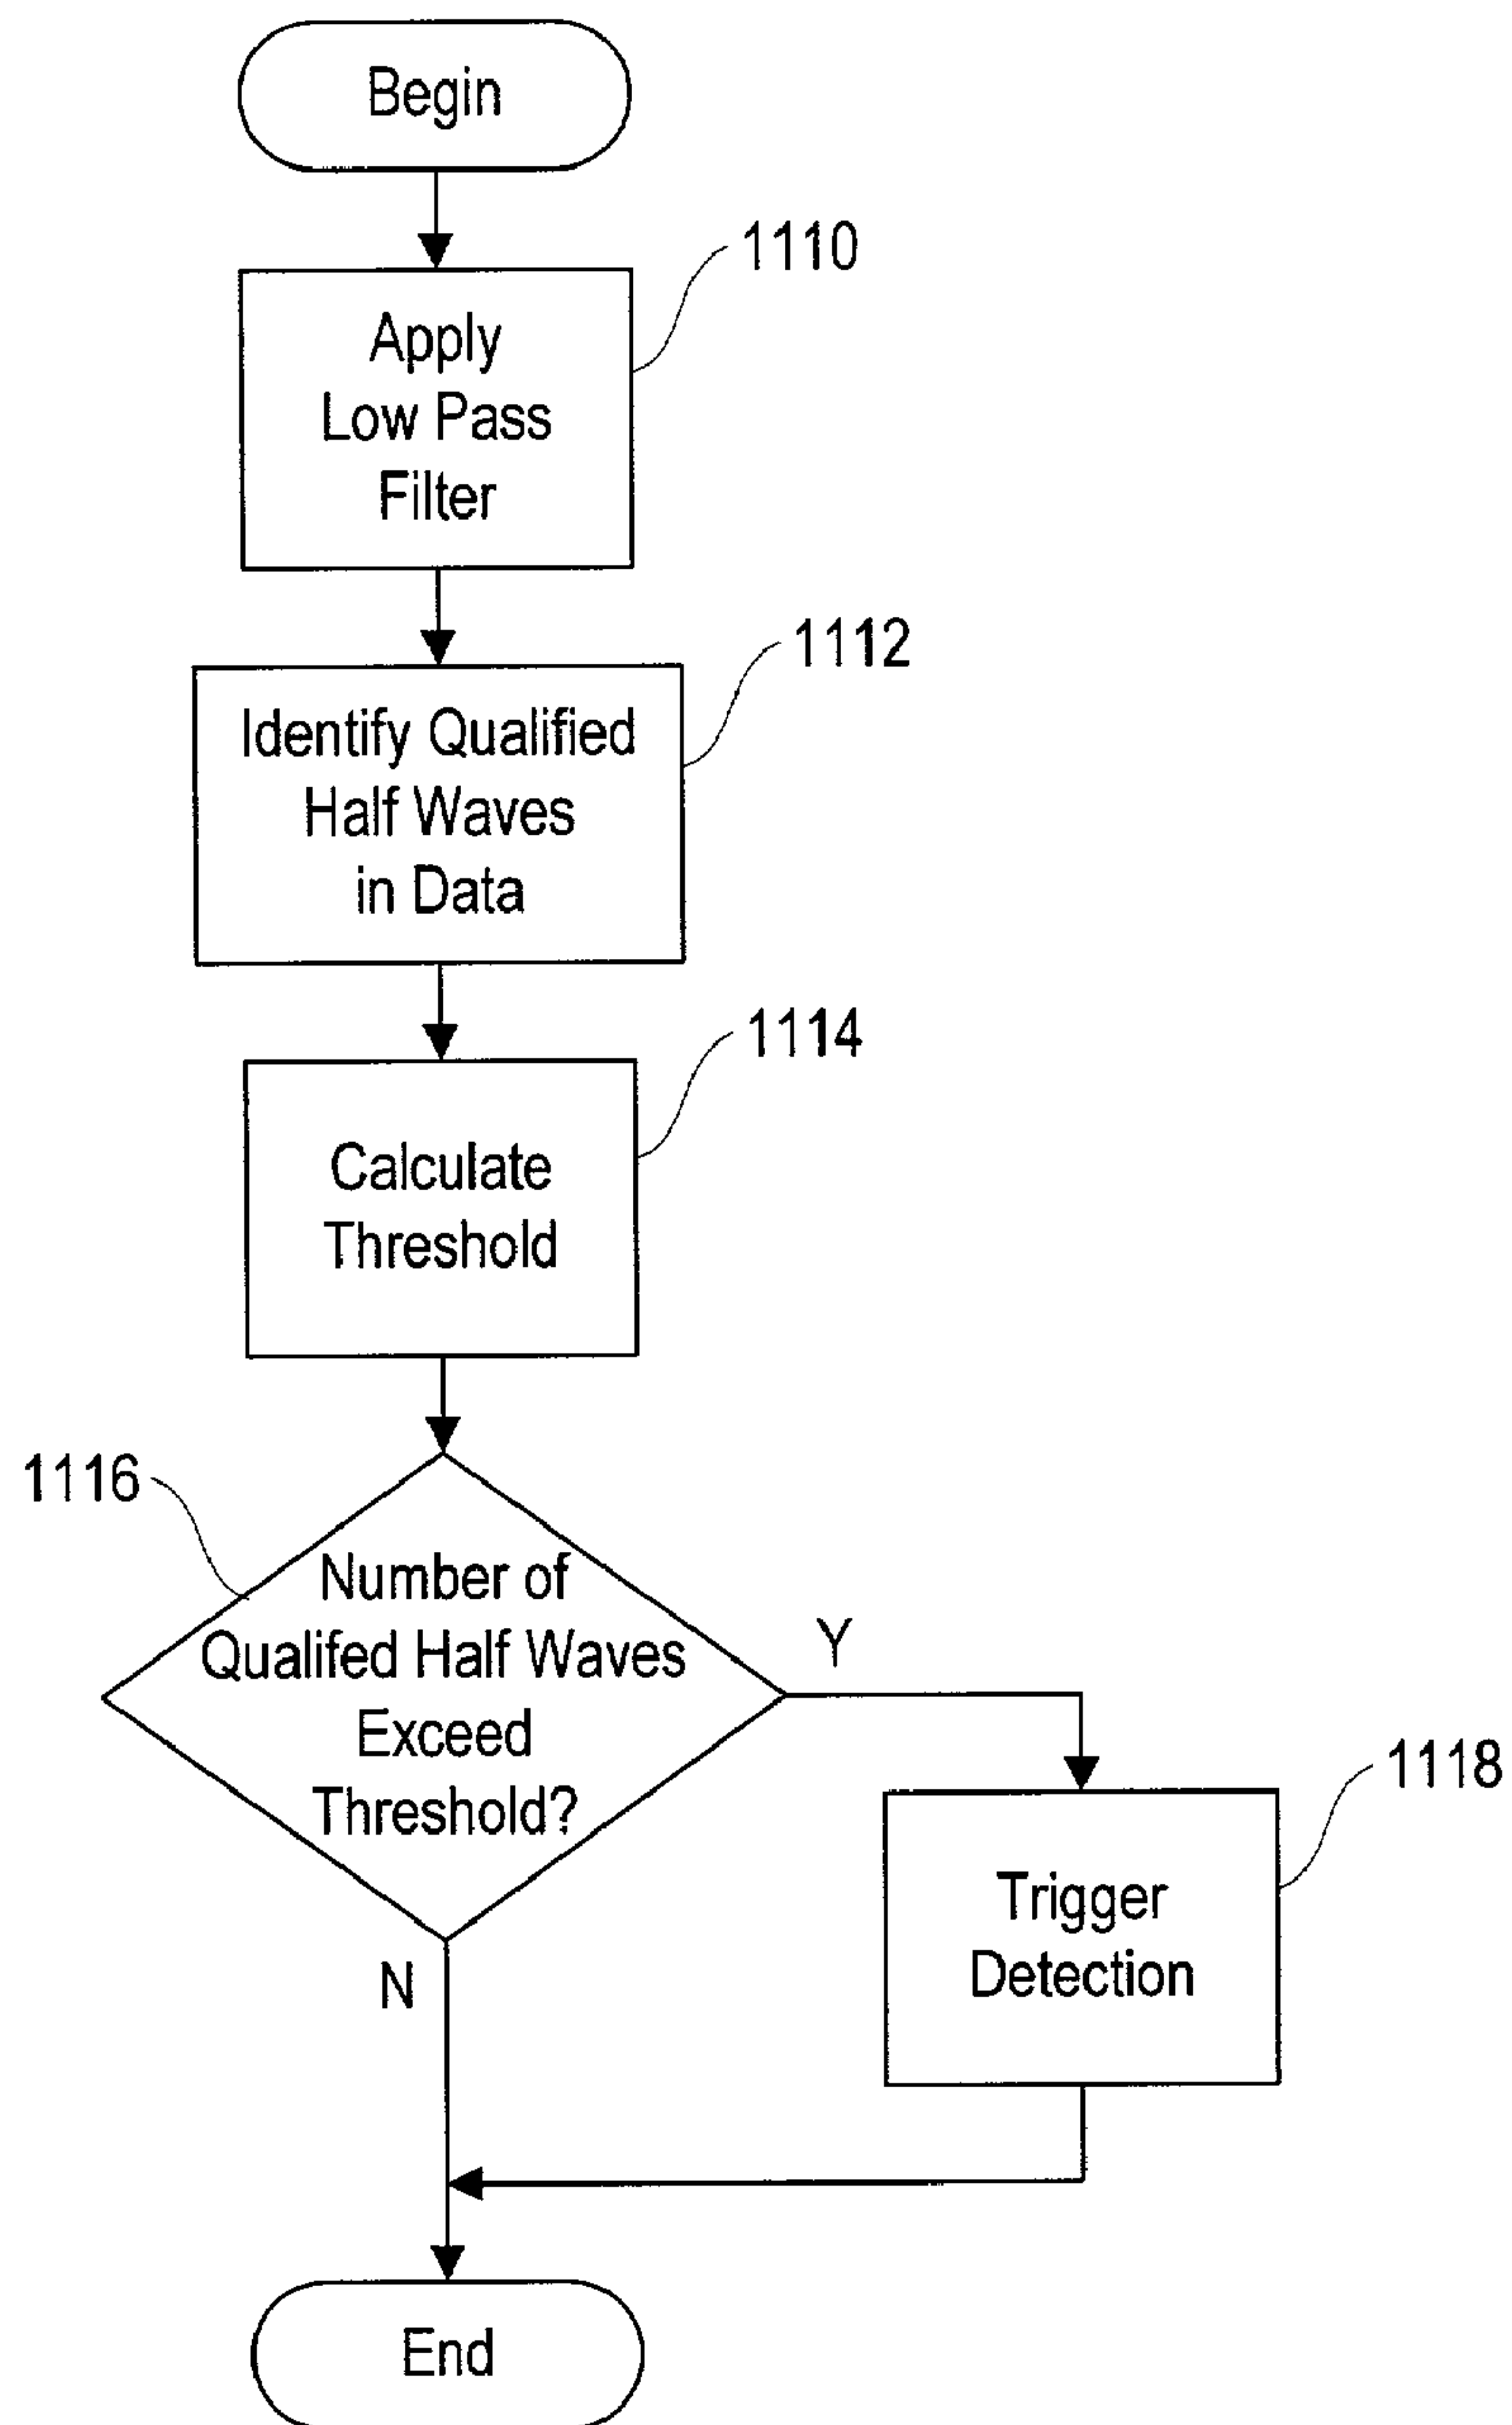 Begin
1110
Apply
Low Pass
Filter
1112
Identify Qualified
Half Waves
in Data
1114
Calculate
Threshold
1116
Number of
Qualifed Half Waves
Exceed
Threshold?
Y
1118
Trigger
Detection
N
End